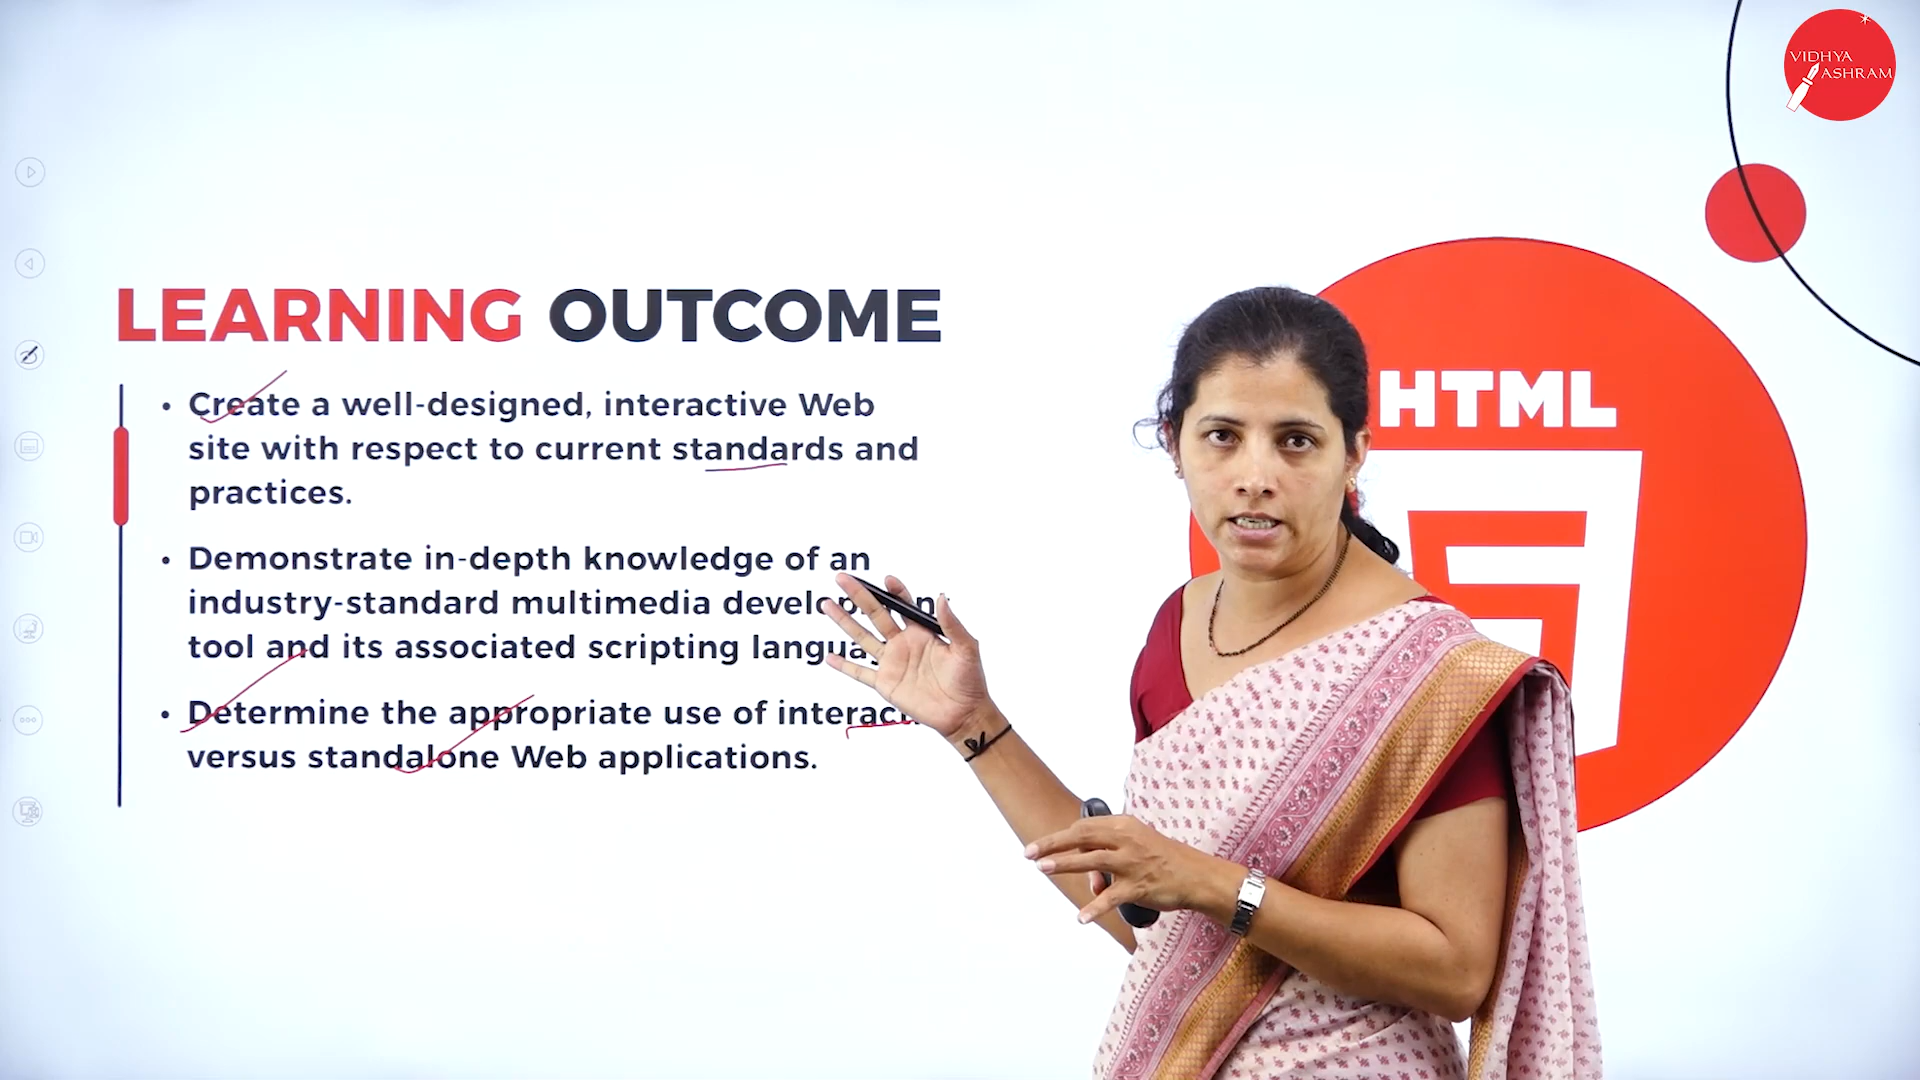 VIDHYA
ASHRAM
LEARNING OUTCOME
HTML
• Create a well-designed, interactive Web
site with respect to current standards and
practices.
• Demonstrate in-depth knowledge of an
industry-standard multimedia
tool and its associated scripting
• Determine the appropriate use of
versus standalone Web applications.